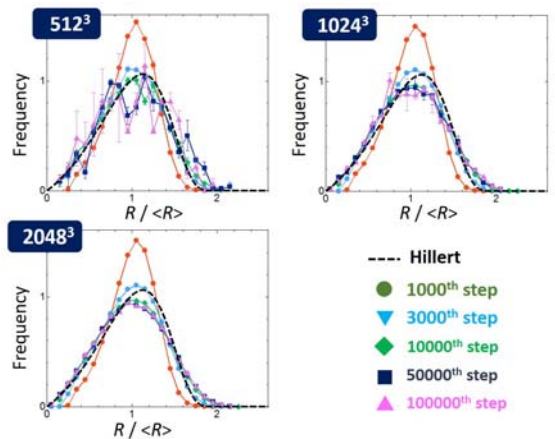 512³
1024³
Frequency
1
0
0
1
2
R / <R>
Frequency
1
0
0
1
2
R / <R>
2048³
Frequency
1
0
0
1
2
R / <R>
Hillert
1000th step
3000th step
10000th step
50000th step
100000th step